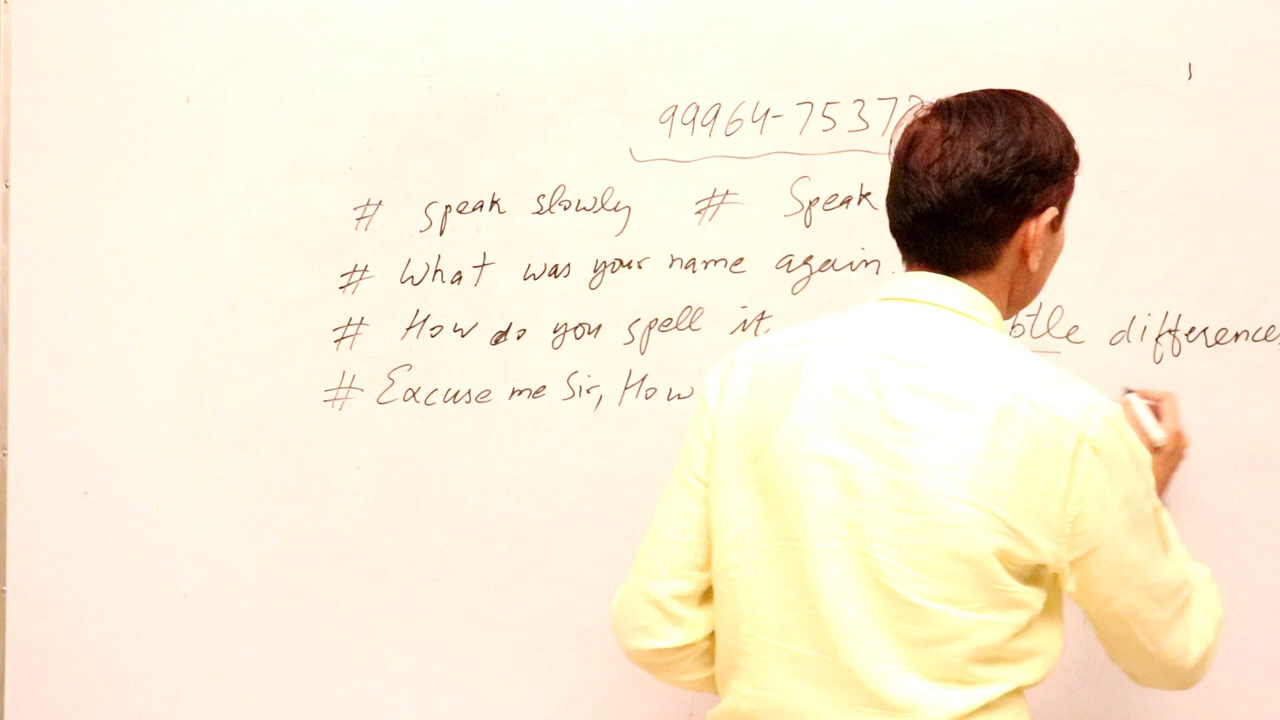 99964-7537
# speak slowly # Speak
# What was your name again.
# How do you spell it, btle differences
# Excuse me Sir, How